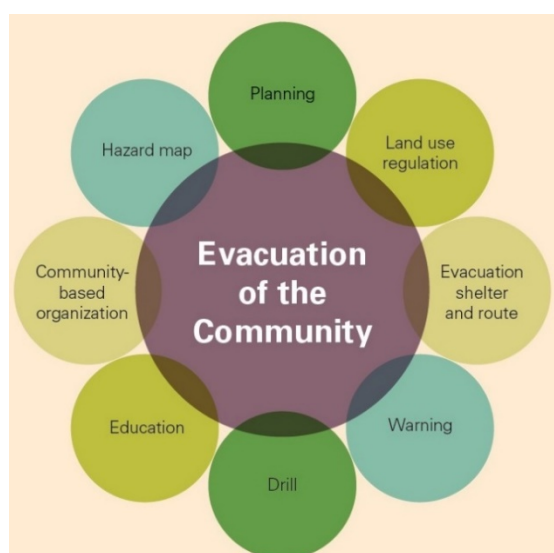 Planning
Land use
regulation
Evacuation
shelter
and route
Warning
Drill
Education
Community-
based
organization
Hazard map
Evacuation
of the
Community